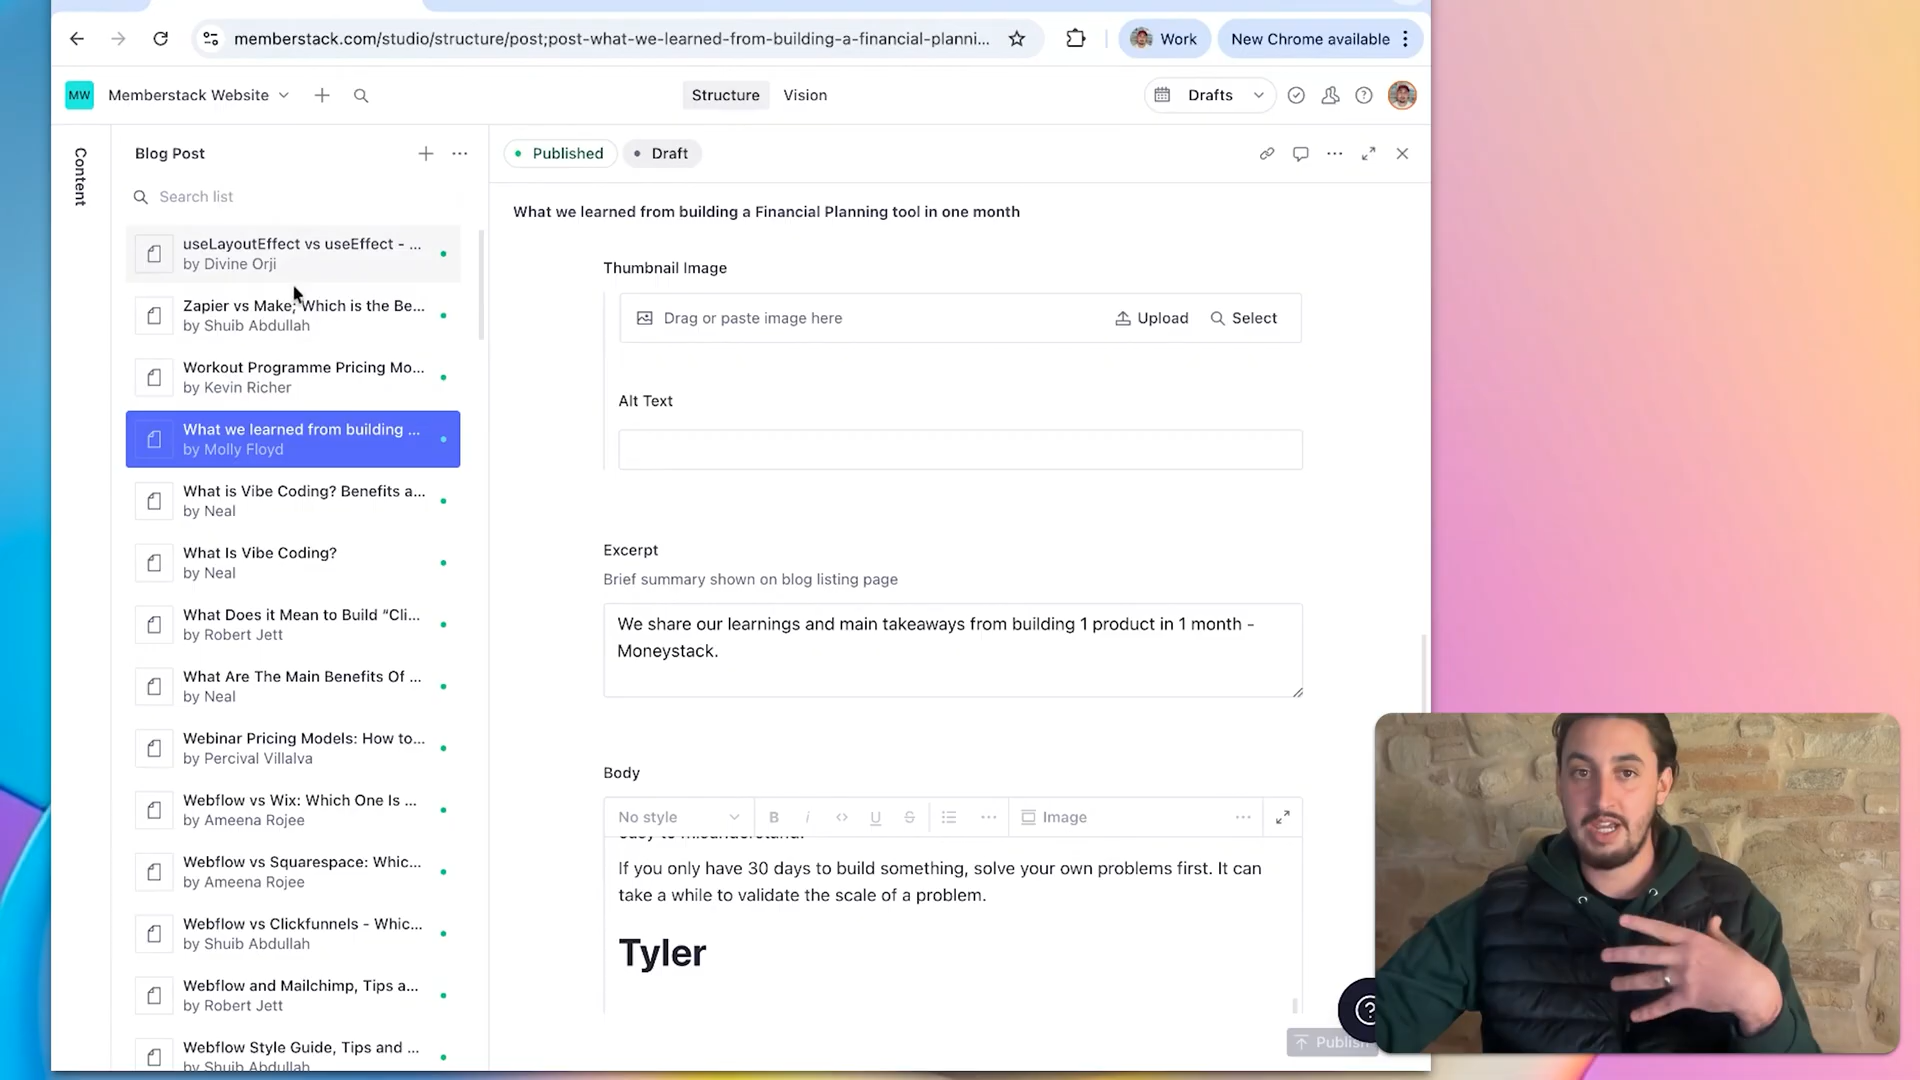 memberstack.com/studio/structure/post;post-what-we-learned-from-building-a-financial-planni...
Work
New Chrome available
MW
Memberstack Website
Structure
Vision
Drafts
Content
Blog Post
Search list
useLayoutEffect vs useEffect - ...
by Divine Orji
Zapier vs Make; Which is the Be...
by Shuib Abdullah
Workout Programme Pricing Mo...
by Kevin Richer
What we learned from building ...
by Molly Floyd
What is Vibe Coding? Benefits a...
by Neal
What Is Vibe Coding?
by Neal
What Does it Mean to Build “Cli...
by Robert Jett
What Are The Main Benefits Of ...
by Neal
Webinar Pricing Models: How to...
by Percival Villalva
Webflow vs Wix: Which One Is ...
by Ameena Rojee
Webflow vs Squarespace: Whic...
by Ameena Rojee
Webflow vs Clickfunnels - Whic...
by Shuib Abdullah
Webflow and Mailchimp, Tips a...
by Robert Jett
Webflow Style Guide, Tips and ...
by Shuib Abdullah
Published
Draft
What we learned from building a Financial Planning tool in one month
Thumbnail Image
Drag or paste image here
Upload
Select
Alt Text
Excerpt
Brief summary shown on blog listing page
We share our learnings and main takeaways from building 1 product in 1 month -
Moneystack.
Body
No style
B
i
U
S
Image
easy to misunderstand.
If you only have 30 days to build something, solve your own problems first. It can
take a while to validate the scale of a problem.
Tyler
Publish